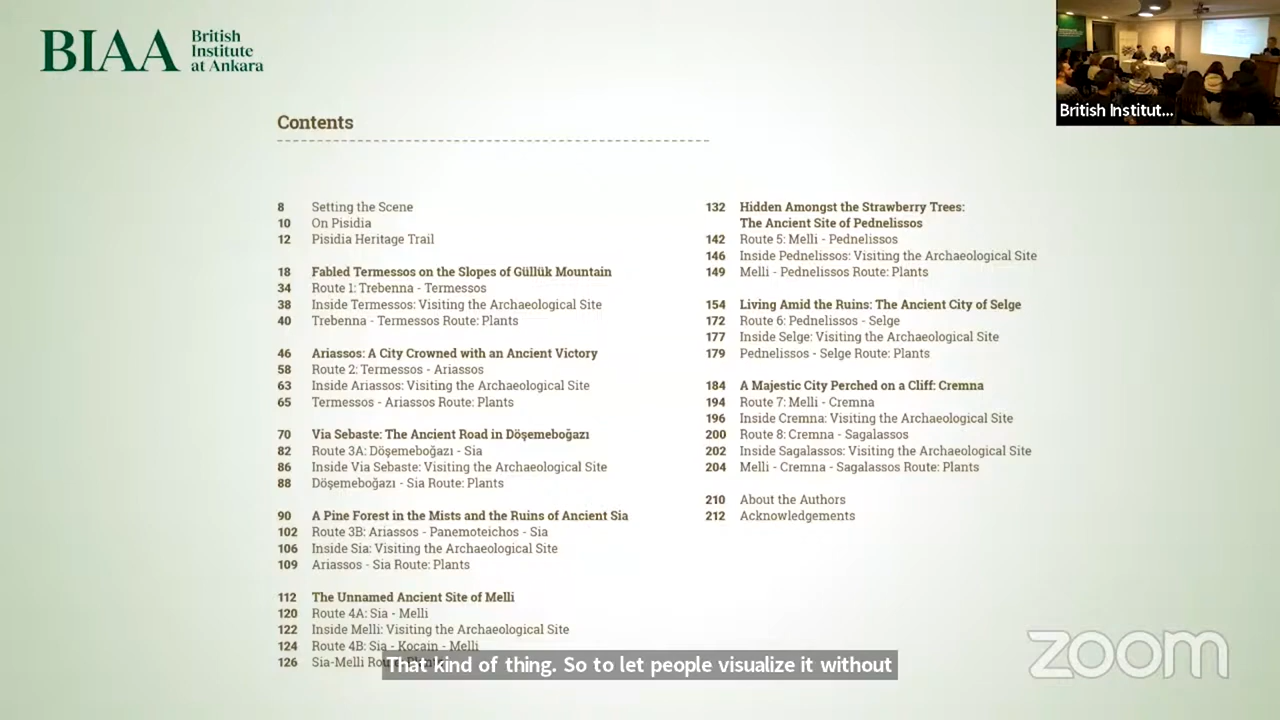 BIAA
British
Institute
at Ankara
British Institut...
Contents
8 Setting the Scene
10 On Pisidia
12 Pisidia Heritage Trail
18 Fabled Termessos on the Slopes of Güllük Mountain
34 Route 1: Trebenna - Termessos
38 Inside Termessos: Visiting the Archaeological Site
40 Trebenna - Termessos Route: Plants
46 Ariassos: A City Crowned with an Ancient Victory
58 Route 2: Termessos - Ariassos
63 Inside Ariassos: Visiting the Archaeological Site
65 Termessos - Ariassos Route: Plants
70 Via Sebaste: The Ancient Road in Döşemeboğazı
82 Route 3A: Döşemeboğazı - Sia
86 Inside Via Sebaste: Visiting the Archaeological Site
88 Döşemeboğazı - Sia Route: Plants
90 A Pine Forest in the Mists and the Ruins of Ancient Sia
102 Route 3B: Ariassos - Panemoteichos - Sia
106 Inside Sia: Visiting the Archaeological Site
109 Ariassos - Sia Route: Plants
112 The Unnamed Ancient Site of Melli
120 Route 4A: Sia - Melli
122 Inside Melli: Visiting the Archaeological Site
124 Route 4B: Sia - Kocain - Melli
126 Sia-Melli
132 Hidden Amongst the Strawberry Trees:
The Ancient Site of Pednelissos
142 Route 5: Melli - Pednelissos
146 Inside Pednelissos: Visiting the Archaeological Site
149 Melli - Pednelissos Route: Plants
154 Living Amid the Ruins: The Ancient City of Selge
172 Route 6: Pednelissos - Selge
177 Inside Selge: Visiting the Archaeological Site
179 Pednelissos - Selge Route: Plants
184 A Majestic City Perched on a Cliff: Cremna
194 Route 7: Melli - Cremna
196 Inside Cremna: Visiting the Archaeological Site
200 Route 8: Cremna - Sagalassos
202 Inside Sagalassos: Visiting the Archaeological Site
204 Melli - Cremna - Sagalassos Route: Plants
210 About the Authors
212 Acknowledgements
That kind of thing. So to let people visualize it without
zoom